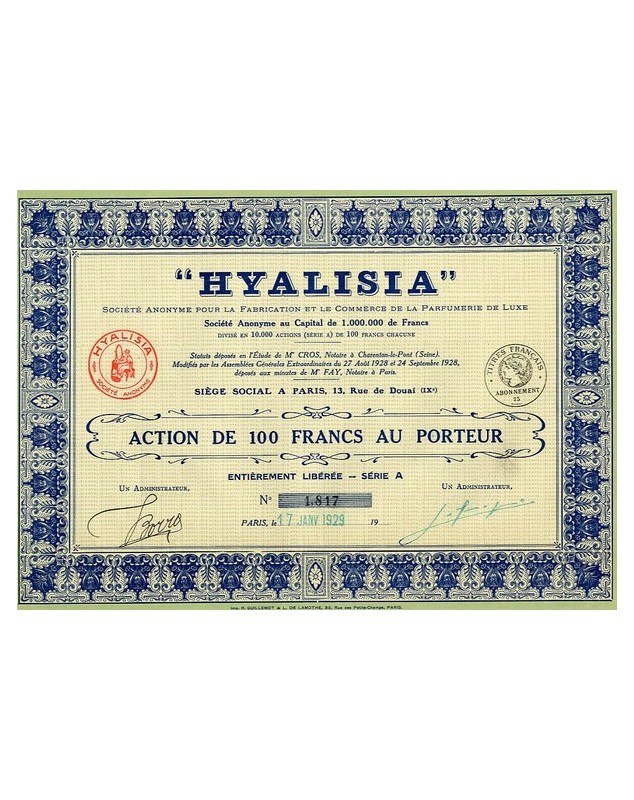 "HYALISIA"
Société Anonyme pour la Fabrication et le Commerce de la Parfumerie de Luxe
Société Anonyme au Capital de 1.000.000 de Francs
DIVISÉ EN 10.000 ACTIONS (SÉRIE A) DE 100 FRANCS CHACUNE
Statuts déposés en l'Étude de Mᵉ CROS, Notaire à Charenton-le-Pont (Seine).
Modifiés par les Assemblées Générales Extraordinaires du 27 Août 1928 et 24 Septembre 1928,
déposés aux minutes de Mᵉ FAY, Notaire à Paris.
HYALISIA
SOCIÉTÉ ANONYME
TITRES FRANÇAIS
ABONNEMENT
75
SIÈGE SOCIAL A PARIS, 13, Rue de Douai (IXᵉ)
ACTION DE 100 FRANCS AU PORTEUR
ENTIÈREMENT LIBÉRÉE -- SÉRIE A
Un Administrateur,
Un Administrateur,
N° 1.817
PARIS, le 17 JANV 1929 19
Borro
Imp. R. GUILLEMOT & L. DE LAMOTHE, 32, Rue des Petits-Champs, PARIS.